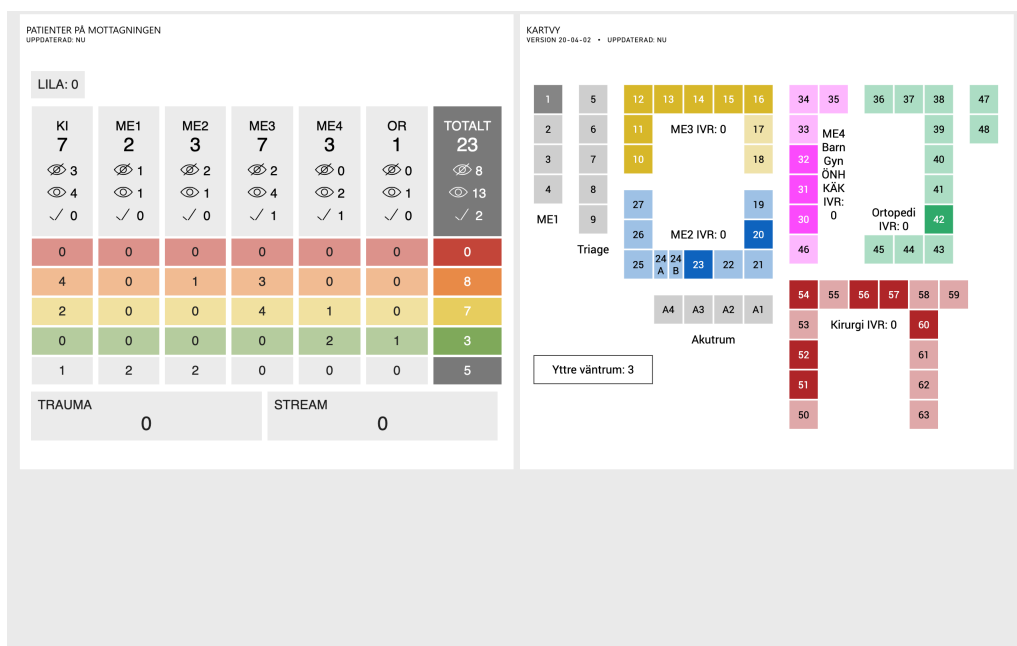 PATIENTER PÅ MOTTAGNINGEN
UPPDATERAD: NU
LILA: 0
KI ME1 ME2 ME3 ME4 OR TOTALT
7 2 3 7 3 1 23
3 1 2 2 0 0 8
4 1 1 4 2 1 13
0 0 0 1 1 0 2
0 0 0 0 0 0 0
4 0 1 3 0 0 8
2 0 0 4 1 0 7
0 0 0 0 2 1 3
1 2 2 0 0 0 5
TRAUMA
0
STREAM
0
KARTVY
VERSION 20-04-02 • UPPDATERAD: NU
1
2
3
4
ME1
5
6
7
8
9
Triage
12 13 14 15 16
11 ME3 IVR: 0 17
10 18
27 19
26 ME2 IVR: 0 20
25 24 A 24 B 23 22 21
A4 A3 A2 A1
Akutrum
Yttre väntrum: 3
34 35
33
32
31
30
46
ME4
Barn
Gyn
ÖNH
KÄK
IVR:
0
36 37 38
39
40
41
42
45 44 43
Ortopedi
IVR: 0
47
48
54 55 56 57 58 59
53 Kirurgi IVR: 0 60
52 61
51 62
50 63